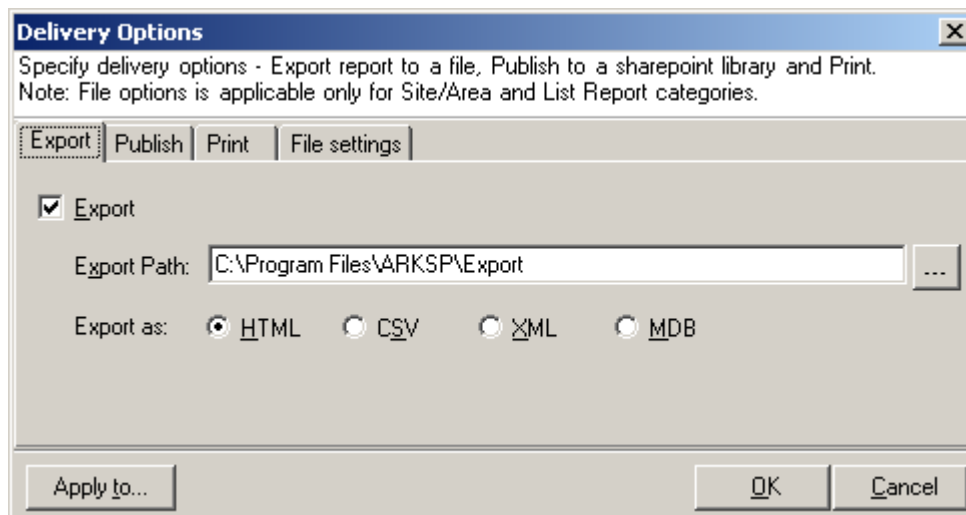 Delivery Options
Specify delivery options - Export report to a file, Publish to a sharepoint library and Print.
Note: File options is applicable only for Site/Area and List Report categories.
Export Publish Print File settings
Export
Export Path: C:\Program Files\ARKSP\Export ...
Export as: HTML CSV XML MDB
Apply to... OK Cancel